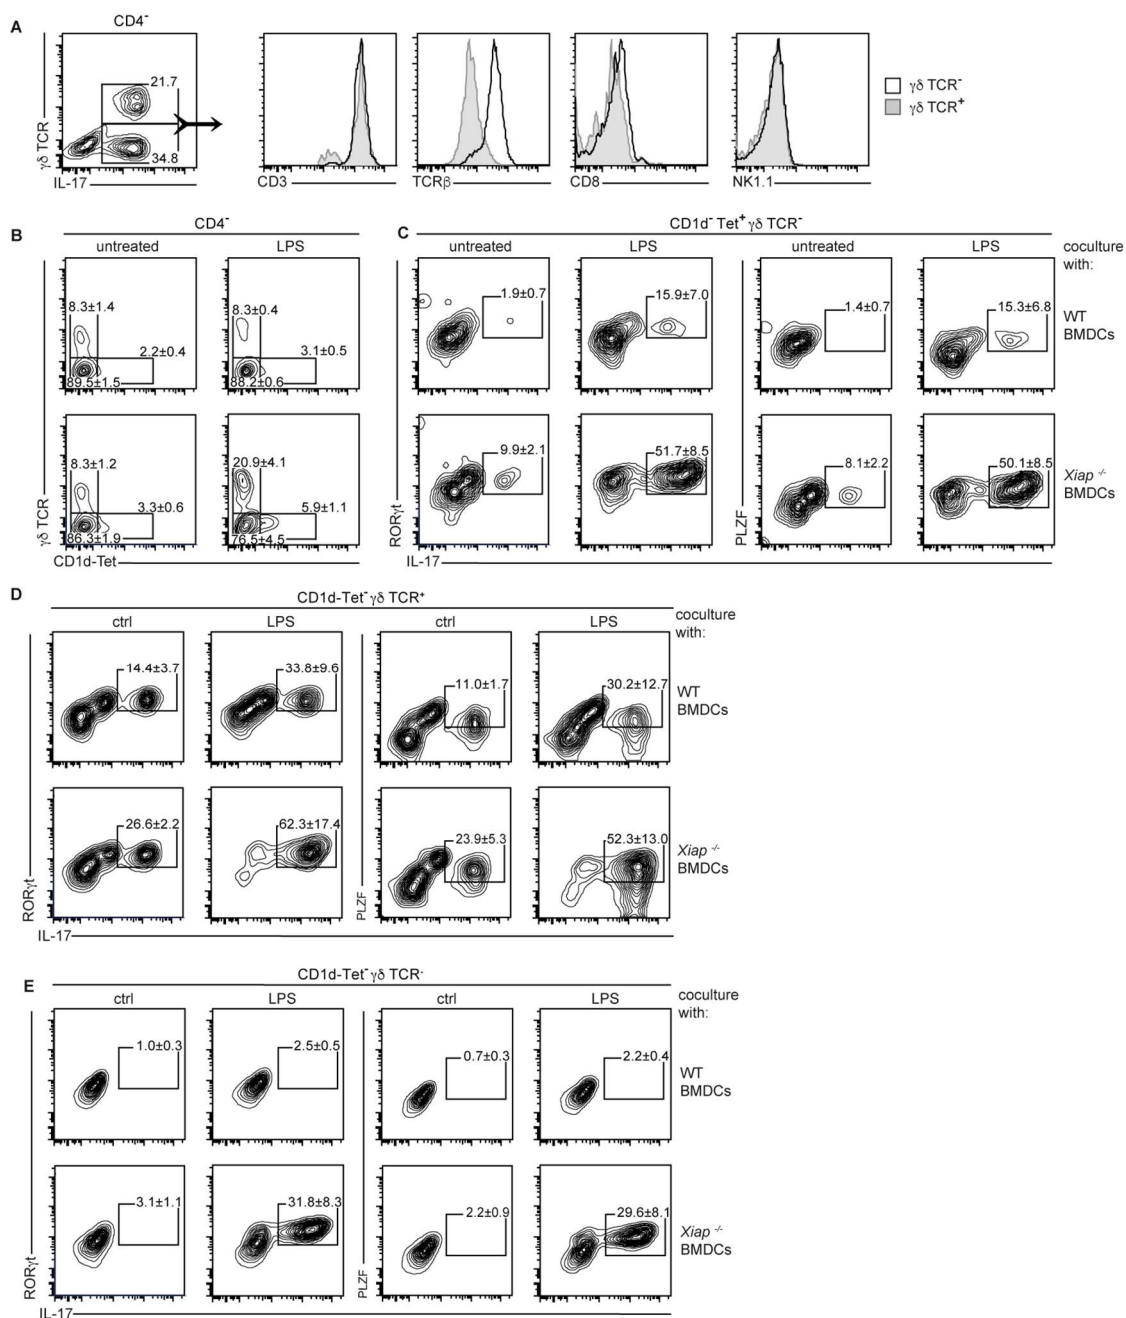 A
CD4⁻
γδ TCR
21.7
34.8
IL-17
CD3
TCRβ
CD8
NK1.1
γδ TCR⁻
γδ TCR⁺
B
CD4⁻
untreated
LPS
8.3±1.4
2.2±0.4
89.5±1.5
8.3±0.4
3.1±0.5
88.2±0.6
8.3±1.2
3.3±0.6
86.3±1.9
20.9±4.1
5.9±1.1
76.5±4.5
γδ TCR
CD1d-Tet
C
CD1d⁻ Tet⁺ γδ TCR⁻
untreated
LPS
untreated
LPS
coculture
with:
1.9±0.7
15.9±7.0
1.4±0.7
15.3±6.8
WT
BMDCs
9.9±2.1
51.7±8.5
8.1±2.2
50.1±8.5
Xiap -/-
BMDCs
RORγt
PLZF
IL-17
D
CD1d-Tet⁻ γδ TCR⁺
ctrl
LPS
ctrl
LPS
coculture
with:
14.4±3.7
33.8±9.6
11.0±1.7
30.2±12.7
WT
BMDCs
26.6±2.2
62.3±17.4
23.9±5.3
52.3±13.0
Xiap -/-
BMDCs
RORγt
PLZF
IL-17
E
CD1d-Tet⁻ γδ TCR⁻
ctrl
LPS
ctrl
LPS
coculture
with:
1.0±0.3
2.5±0.5
0.7±0.3
2.2±0.4
WT
BMDCs
3.1±1.1
31.8±8.3
2.2±0.9
29.6±8.1
Xiap -/-
BMDCs
RORγt
PLZF
IL-17